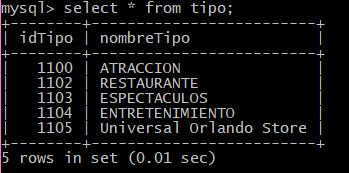 mysql> select * from tipo;
+--------+-------------------------+
| idTipo | nombreTipo              |
+--------+-------------------------+
|   1100 | ATRACCION               |
|   1102 | RESTAURANTE             |
|   1103 | ESPECTACULOS            |
|   1104 | ENTRETENIMIENTO         |
|   1105 | Universal Orlando Store |
+--------+-------------------------+
5 rows in set (0.01 sec)